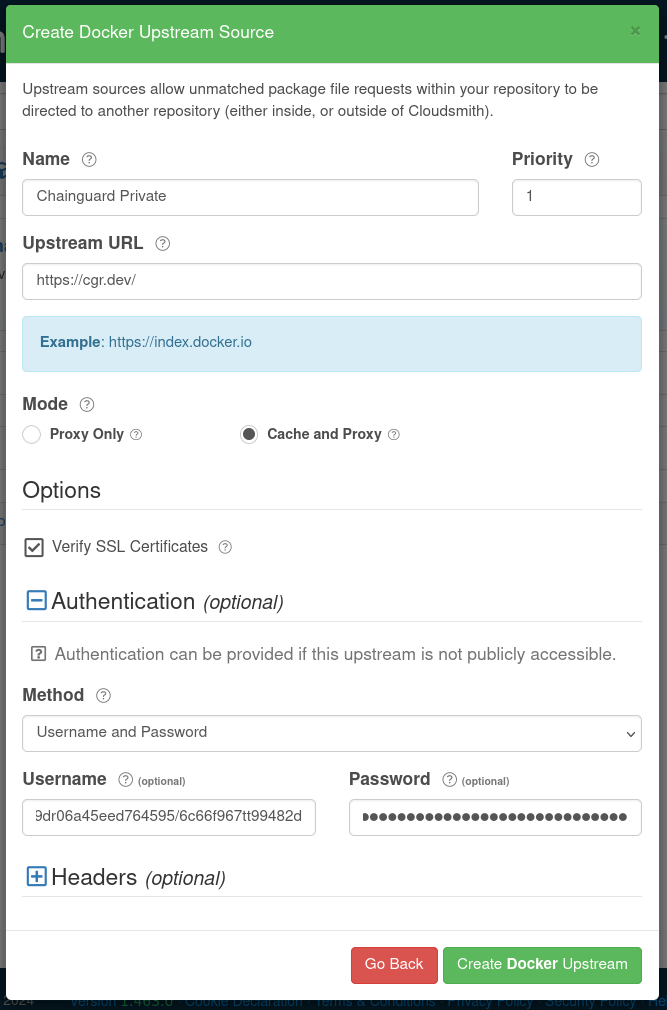 Create Docker Upstream Source ×
Upstream sources allow unmatched package file requests within your repository to be
directed to another repository (either inside, or outside of Cloudsmith).
Name ? Priority ?
Chainguard Private 1
Upstream URL ?
https://cgr.dev/
Example: https://index.docker.io
Mode ?
Proxy Only ? Cache and Proxy ?
Options
Verify SSL Certificates ?
Authentication (optional)
? Authentication can be provided if this upstream is not publicly accessible.
Method ?
Username and Password
Username ? (optional) Password ? (optional)
9dr06a45eed764595/6c66f967tt99482d ●●●●●●●●●●●●●●●●●●●●●●●●●●●●●
Headers (optional)
Go Back Create Docker Upstream
2024 Version 1.463.0 Cookie Declaration Terms & Conditions Privacy Policy Security Policy